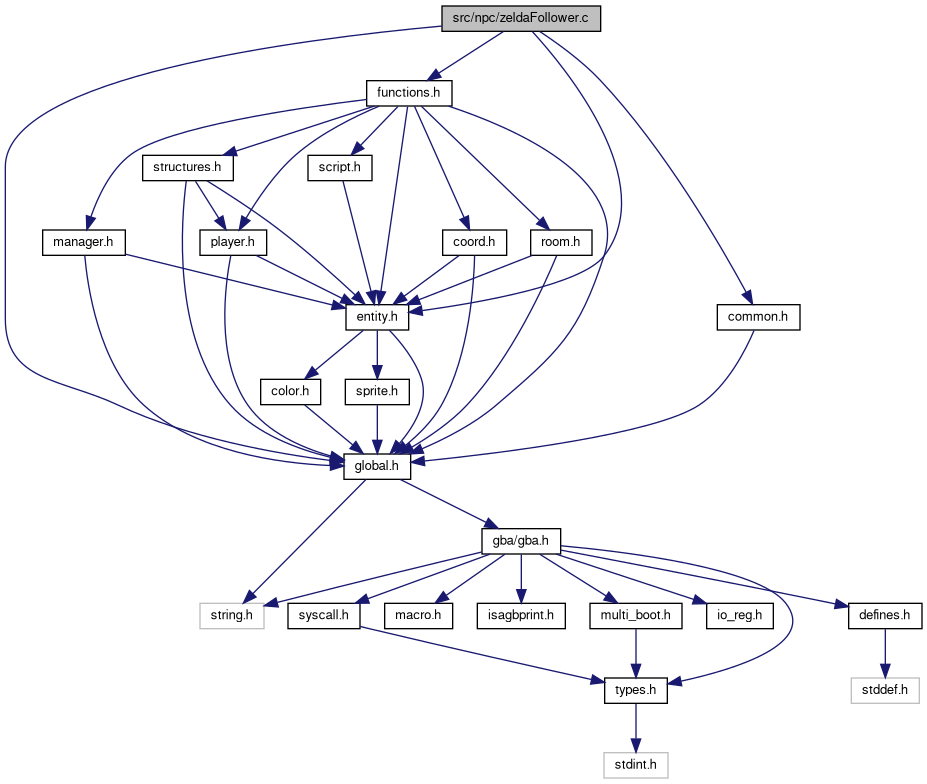 src/npc/zeldaFollower.c
functions.h
structures.h
script.h
manager.h
player.h
coord.h
room.h
entity.h
common.h
color.h
sprite.h
global.h
gba/gba.h
string.h
syscall.h
macro.h
isagbprint.h
multi_boot.h
io_reg.h
defines.h
types.h
stddef.h
stdint.h